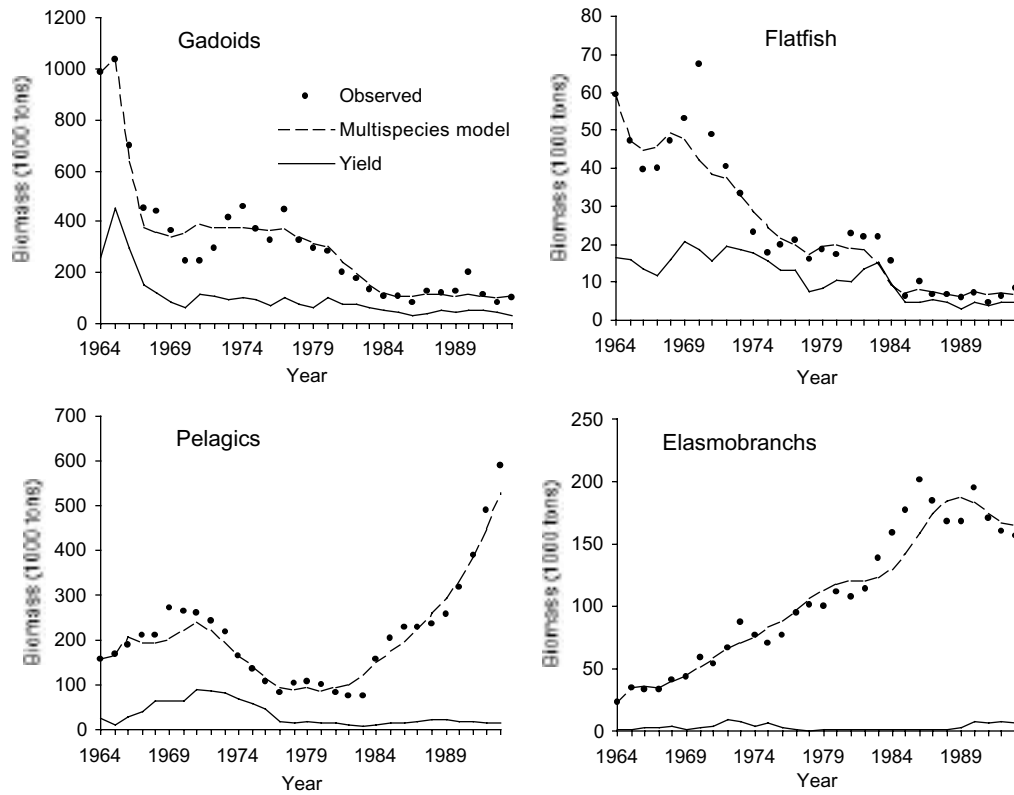 Gadoids
Observed
Multispecies model
Yield
Biomass (1000 tons)
1200
1000
800
600
400
200
0
1964 1969 1974 1979 1984 1989
Year
Flatfish
Biomass (1000 tons)
80
70
60
50
40
30
20
10
0
1964 1969 1974 1979 1984 1989
Year
Pelagics
Biomass (1000 tons)
700
600
500
400
300
200
100
0
1964 1969 1974 1979 1984 1989
Year
Elasmobranchs
Biomass (1000 tons)
250
200
150
100
50
0
1964 1969 1974 1979 1984 1989
Year